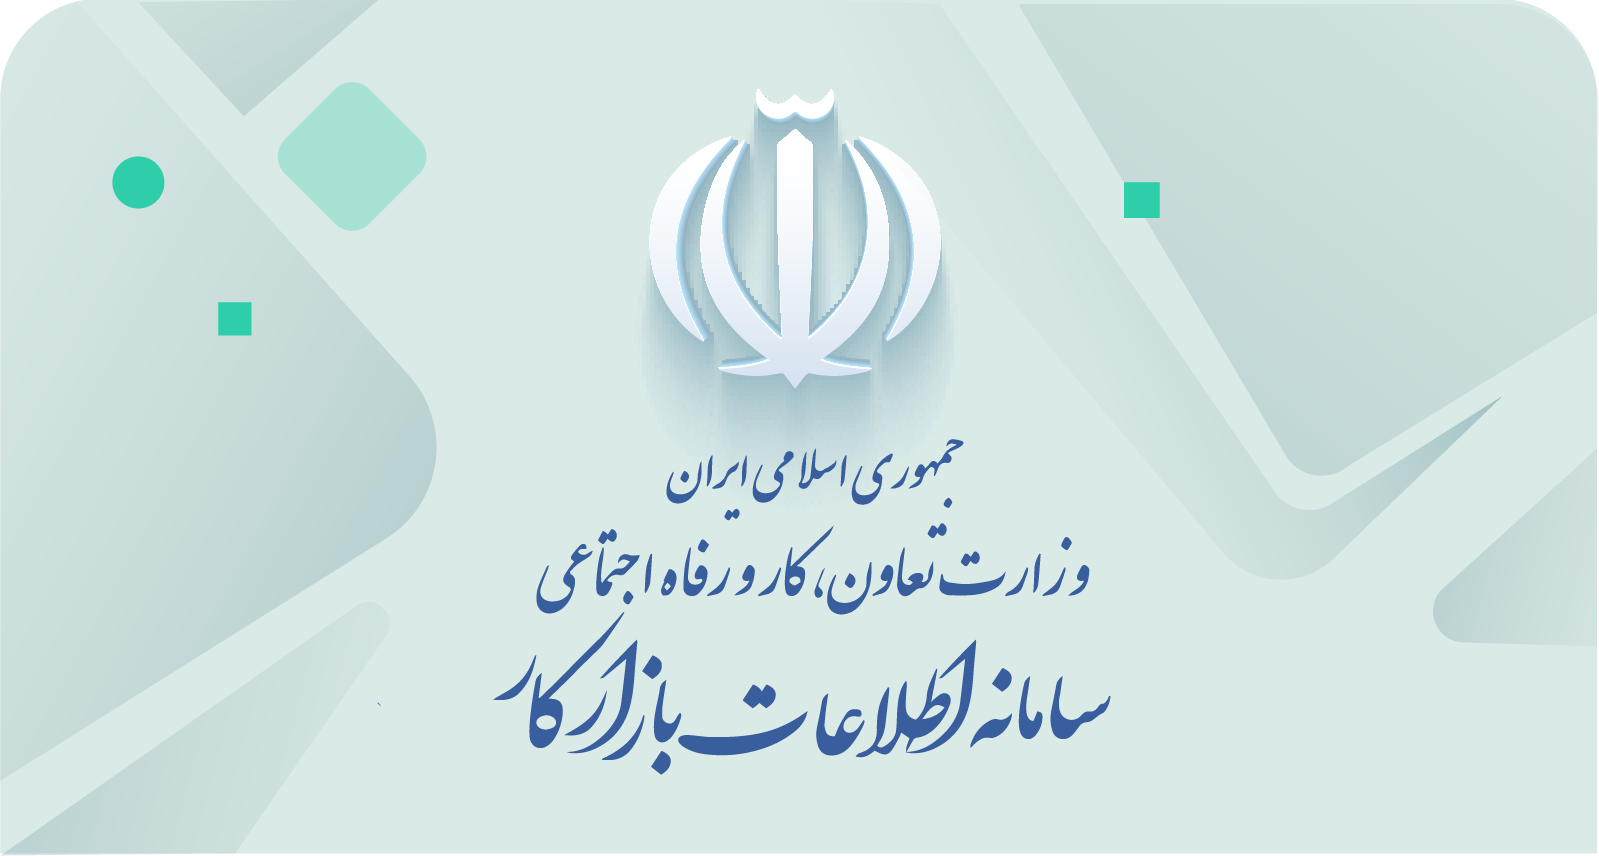 جمهوری اسلامی ایران
وزارت تعاون، کار و رفاه اجتماعی
سامانه اطلاعات بازار کار